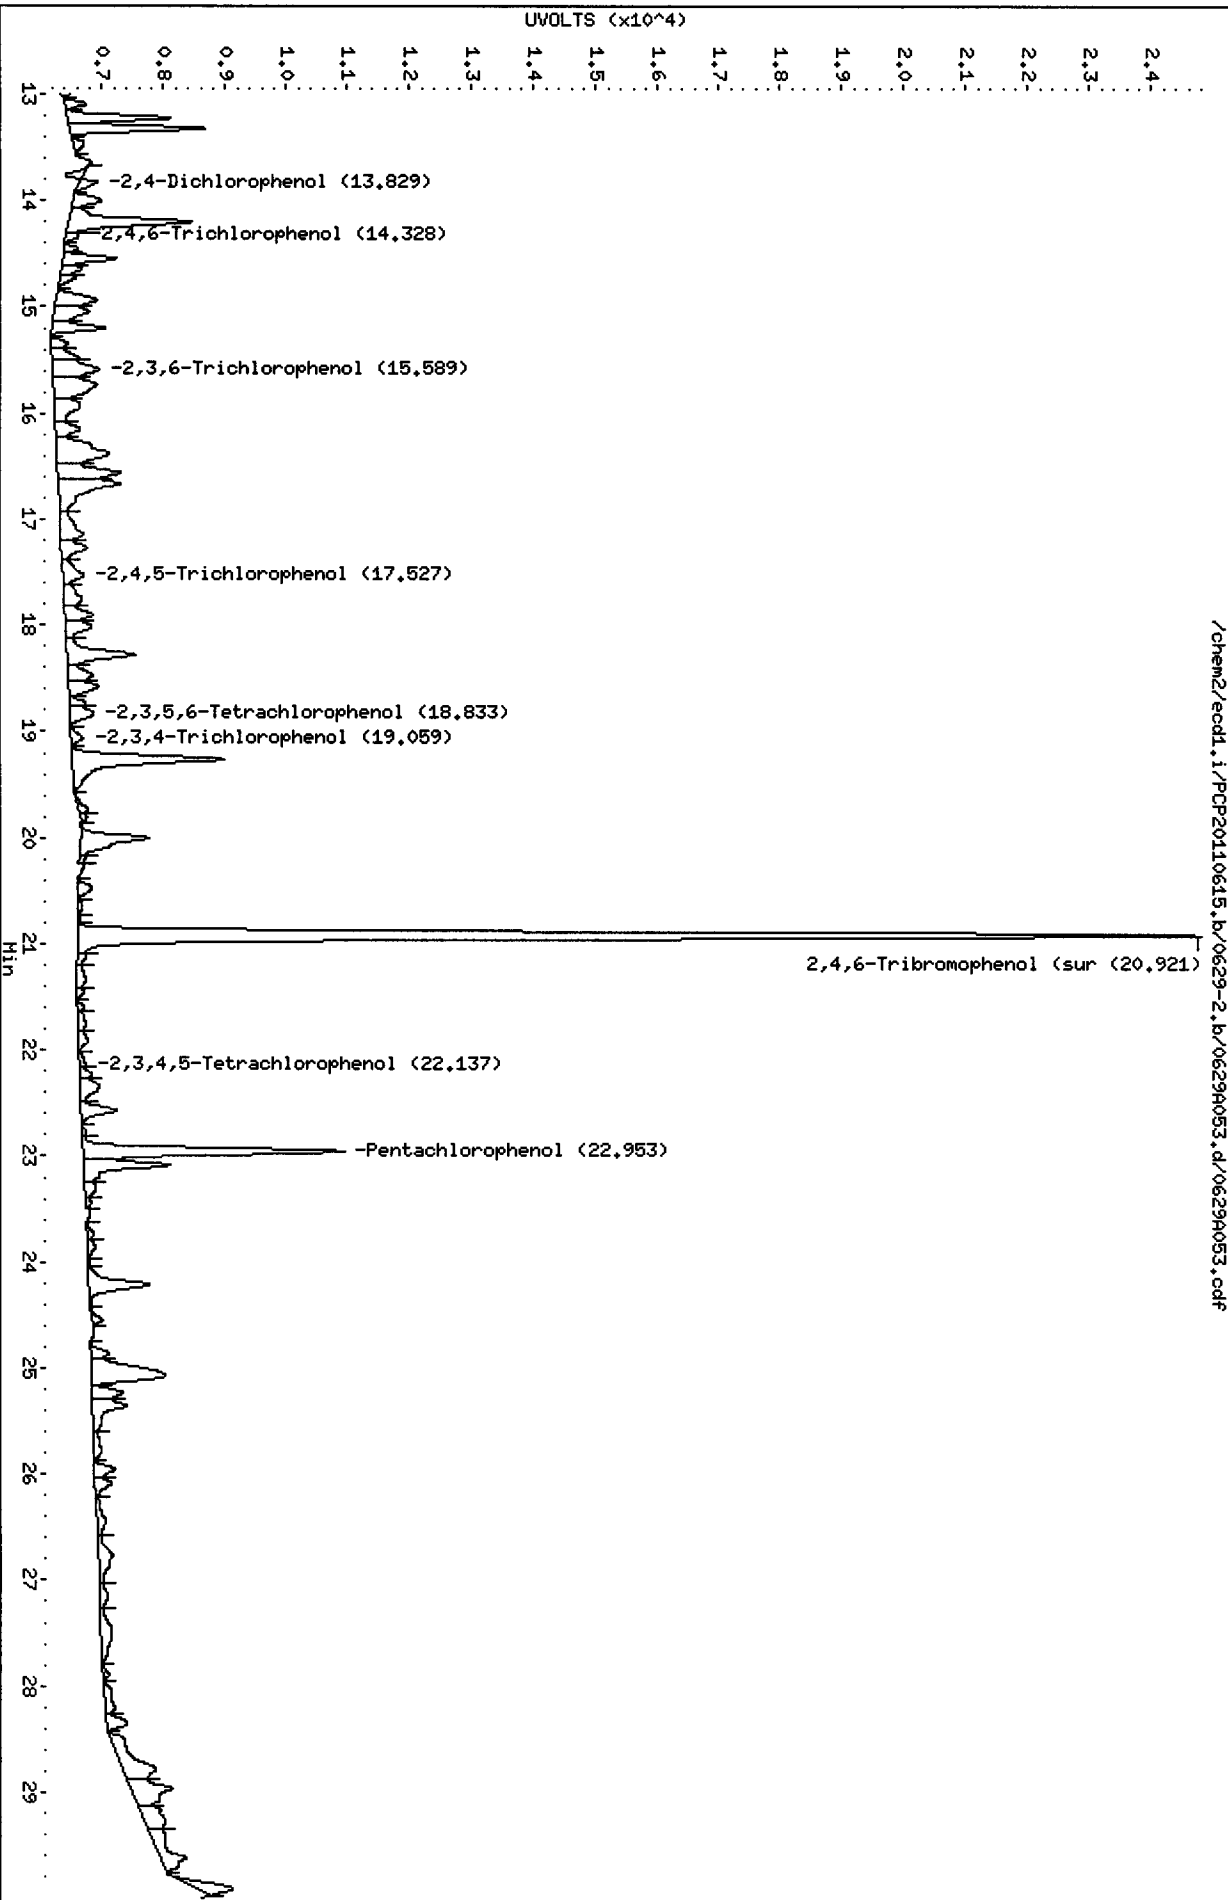 /chem2/ecd1.i/PCP20110615.b/0629-2.b/0629A053.d/0629A053.cdf
UVOLTS (x10^4)
0.7
0.8
0.9
1.0
1.1
1.2
1.3
1.4
1.5
1.6
1.7
1.8
1.9
2.0
2.1
2.2
2.3
2.4
-2,4-Dichlorophenol (13.829)
2,4,6-Trichlorophenol (14.328)
-2,3,6-Trichlorophenol (15.589)
-2,4,5-Trichlorophenol (17.527)
-2,3,5,6-Tetrachlorophenol (18.833)
-2,3,4-Trichlorophenol (19.059)
2,4,6-Tribromophenol (sur (20.921)
-2,3,4,5-Tetrachlorophenol (22.137)
-Pentachlorophenol (22.953)
13
14
15
16
17
18
19
20
21
22
23
24
25
26
27
28
29
Min